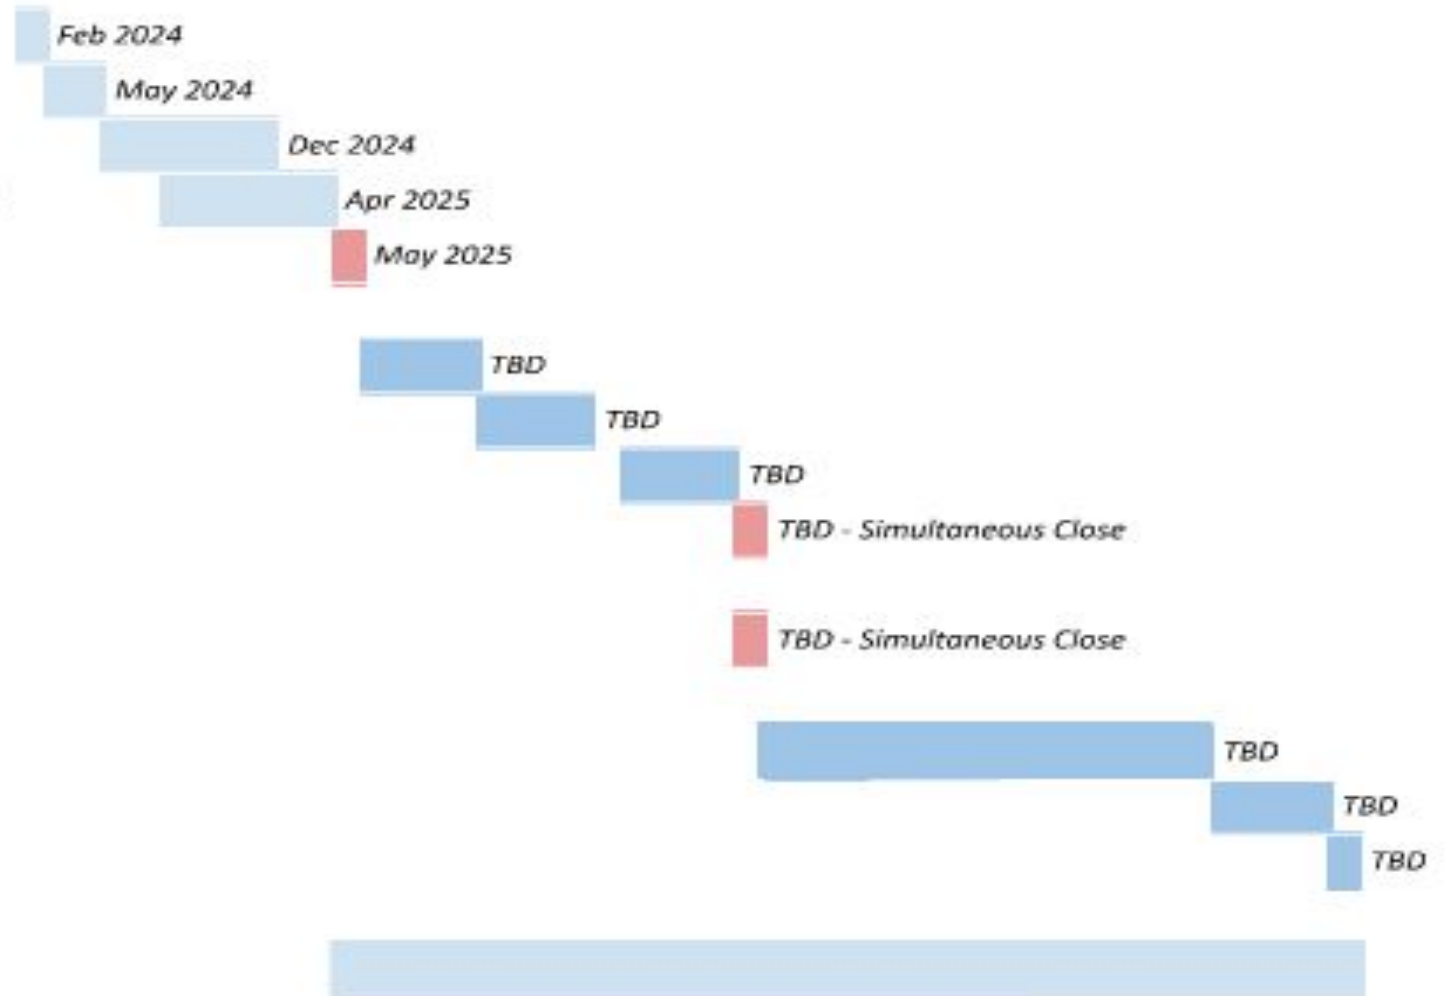 Feb 2024
May 2024
Dec 2024
Apr 2025
May 2025
TBD
TBD
TBD
TBD - Simultaneous Close
TBD - Simultaneous Close
TBD
TBD
TBD